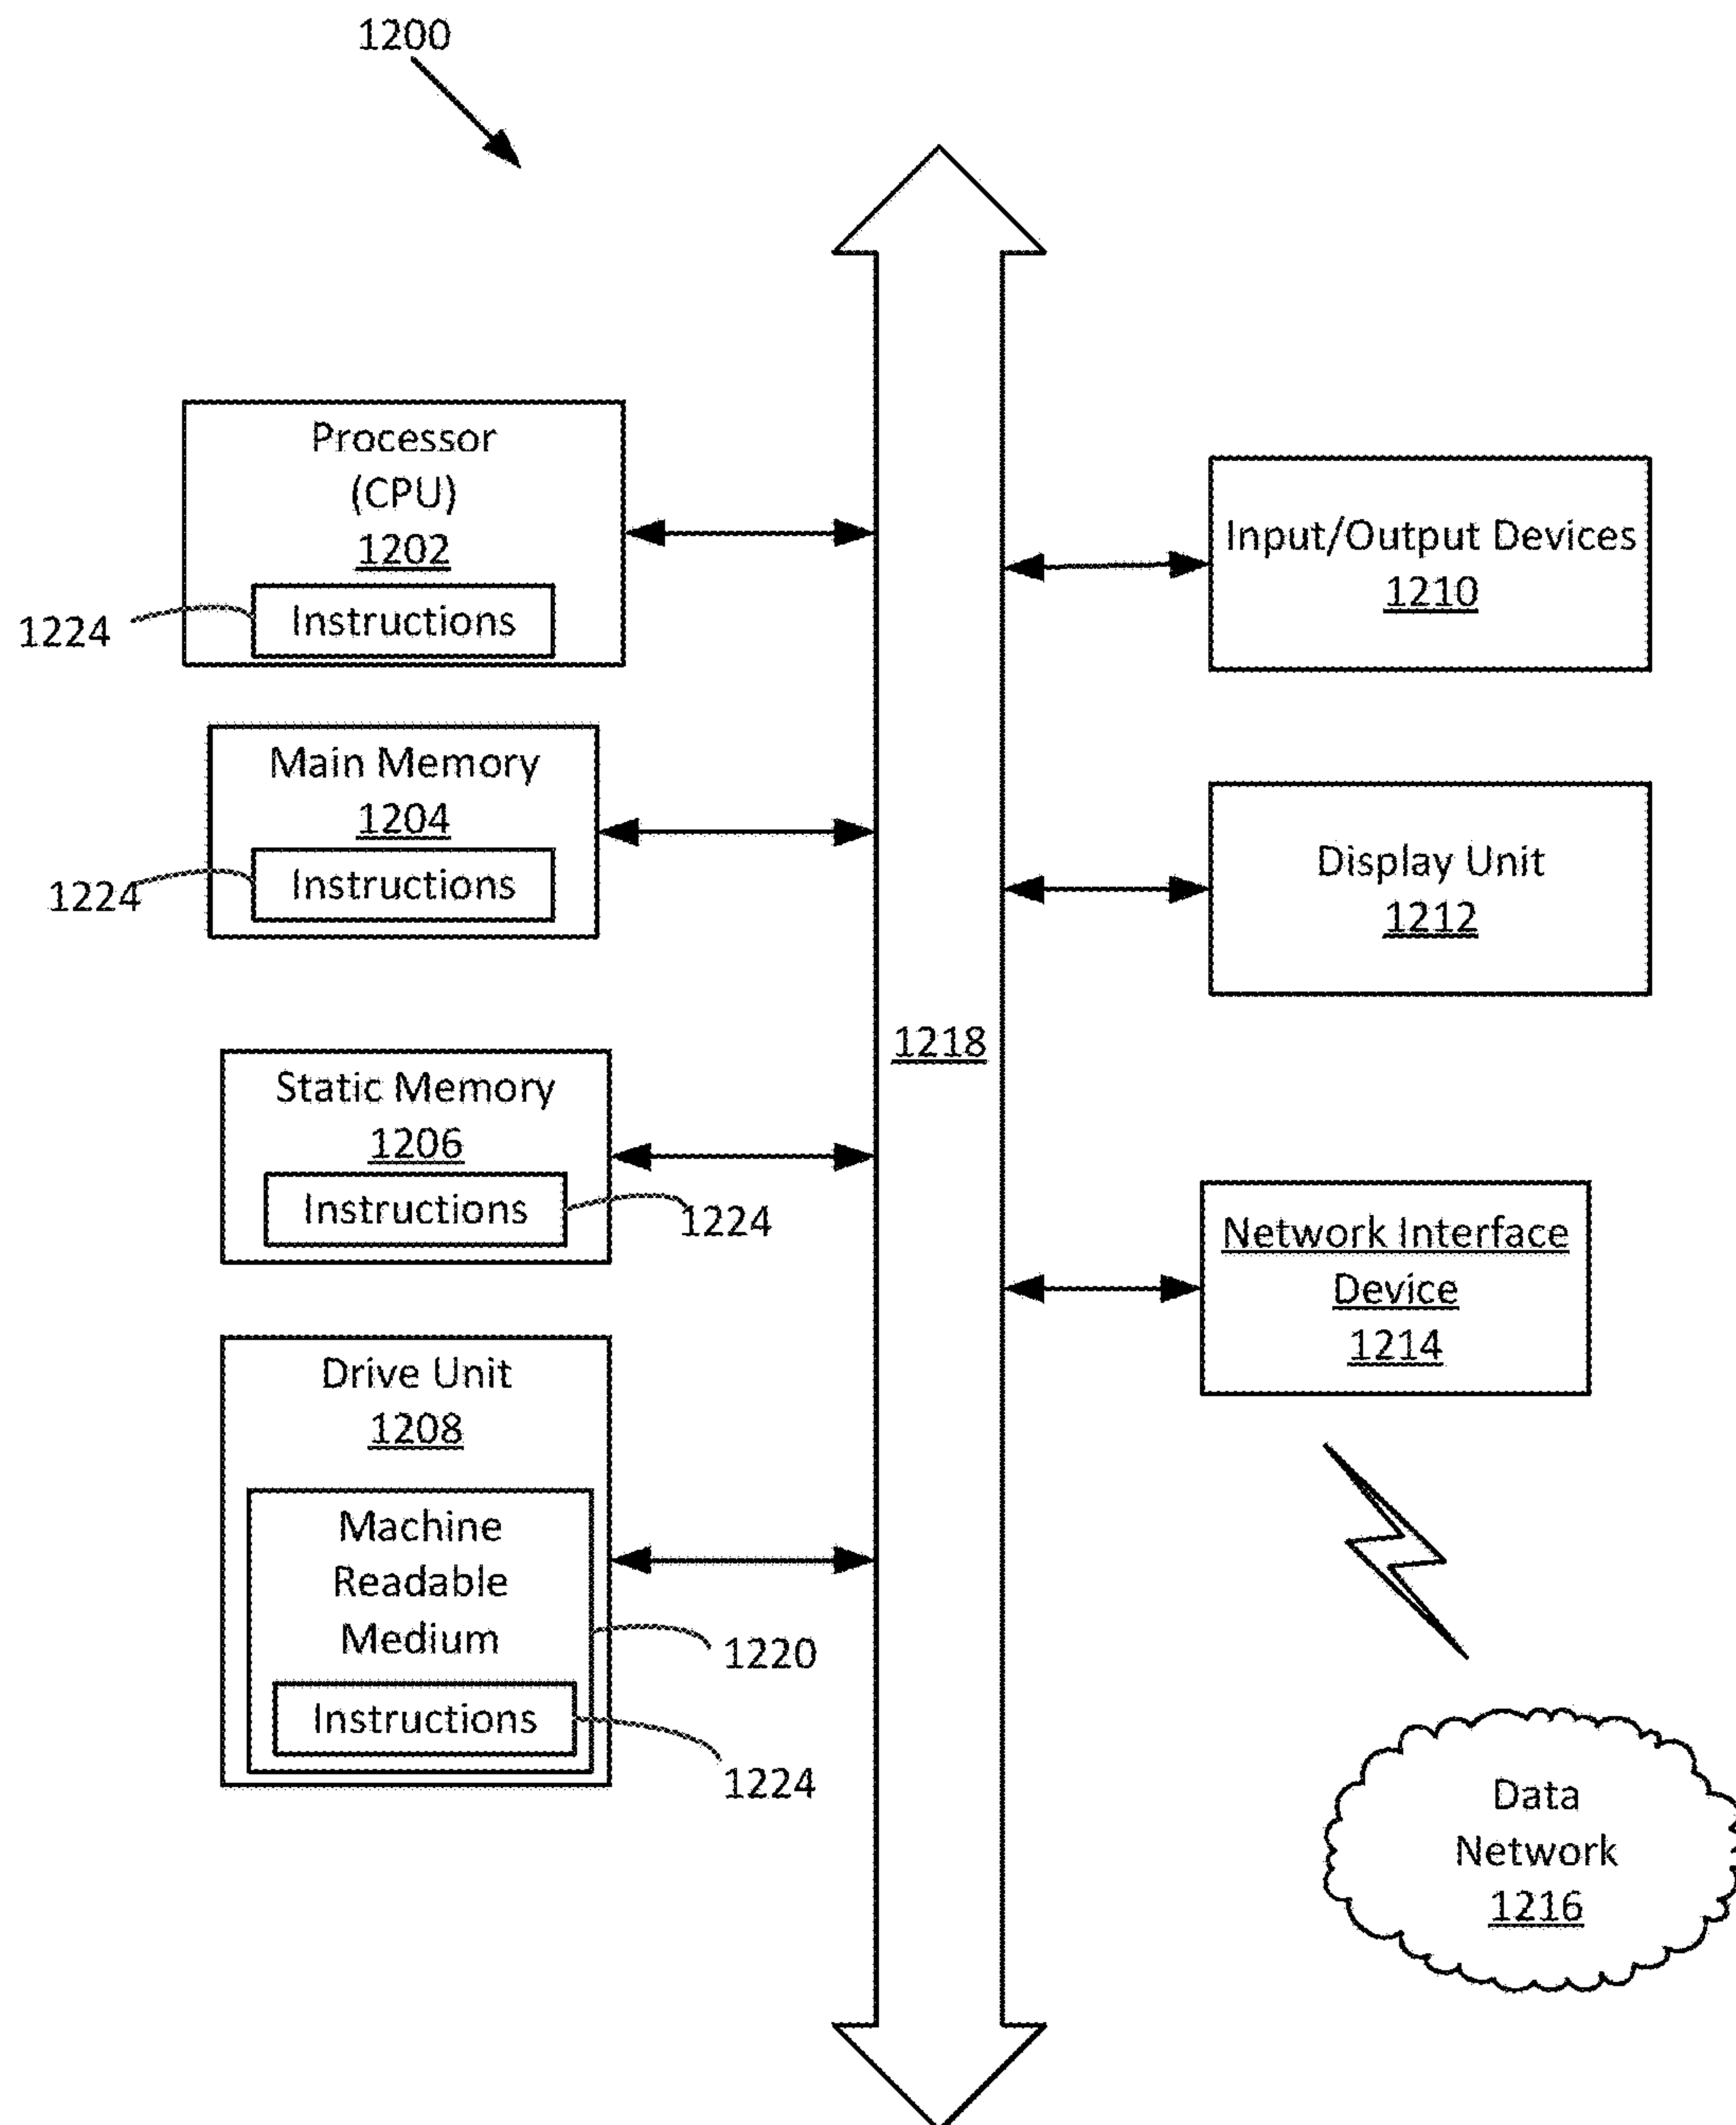 1200
Processor
(CPU)
1202
Instructions
1224
Main Memory
1204
Instructions
1224
Static Memory
1206
Instructions
1224
Drive Unit
1208
Machine
Readable
Medium
1220
Instructions
1224
1218
Input/Output Devices
1210
Display Unit
1212
Network Interface
Device
1214
Data
Network
1216